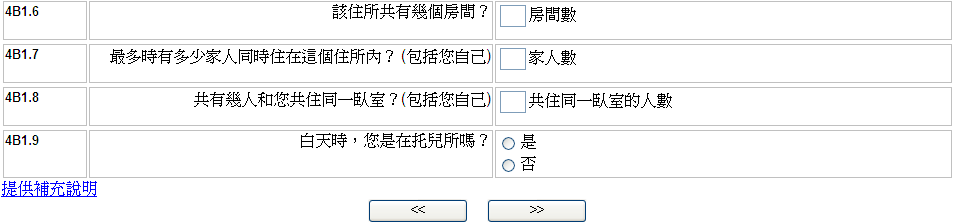 4B1.6 該住所共有幾個房間？ 房間數
4B1.7 最多時有多少家人同時住在這個住所內？ (包括您自己) 家人數
4B1.8 共有幾人和您共住同一臥室？(包括您自己) 共住同一臥室的人數
4B1.9 白天時，您是在托兒所嗎？ 是
否
提供補充說明
<< >>